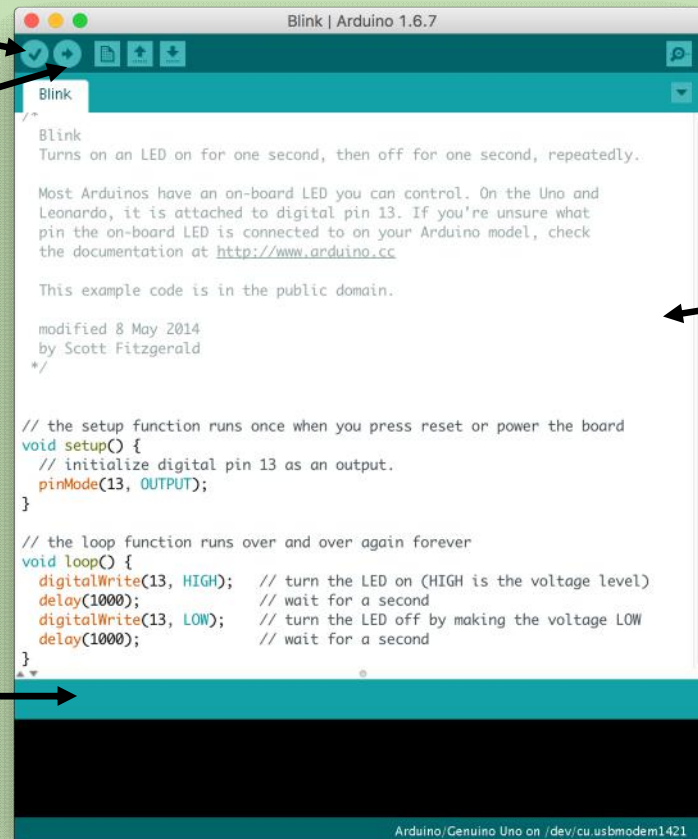 Blink | Arduino 1.6.7
Blink
/*
Blink
Turns on an LED on for one second, then off for one second, repeatedly.
Most Arduinos have an on-board LED you can control. On the Uno and
Leonardo, it is attached to digital pin 13. If you're unsure what
pin the on-board LED is connected to on your Arduino model, check
the documentation at http://www.arduino.cc
This example code is in the public domain.
modified 8 May 2014
by Scott Fitzgerald
*/
// the setup function runs once when you press reset or power the board
void setup() {
// initialize digital pin 13 as an output.
pinMode(13, OUTPUT);
}
// the loop function runs over and over again forever
void loop() {
digitalWrite(13, HIGH);   // turn the LED on (HIGH is the voltage level)
delay(1000);              // wait for a second
digitalWrite(13, LOW);    // turn the LED off by making the voltage LOW
delay(1000);              // wait for a second
}
Arduino/Genuino Uno on /dev/cu.usbmodem1421